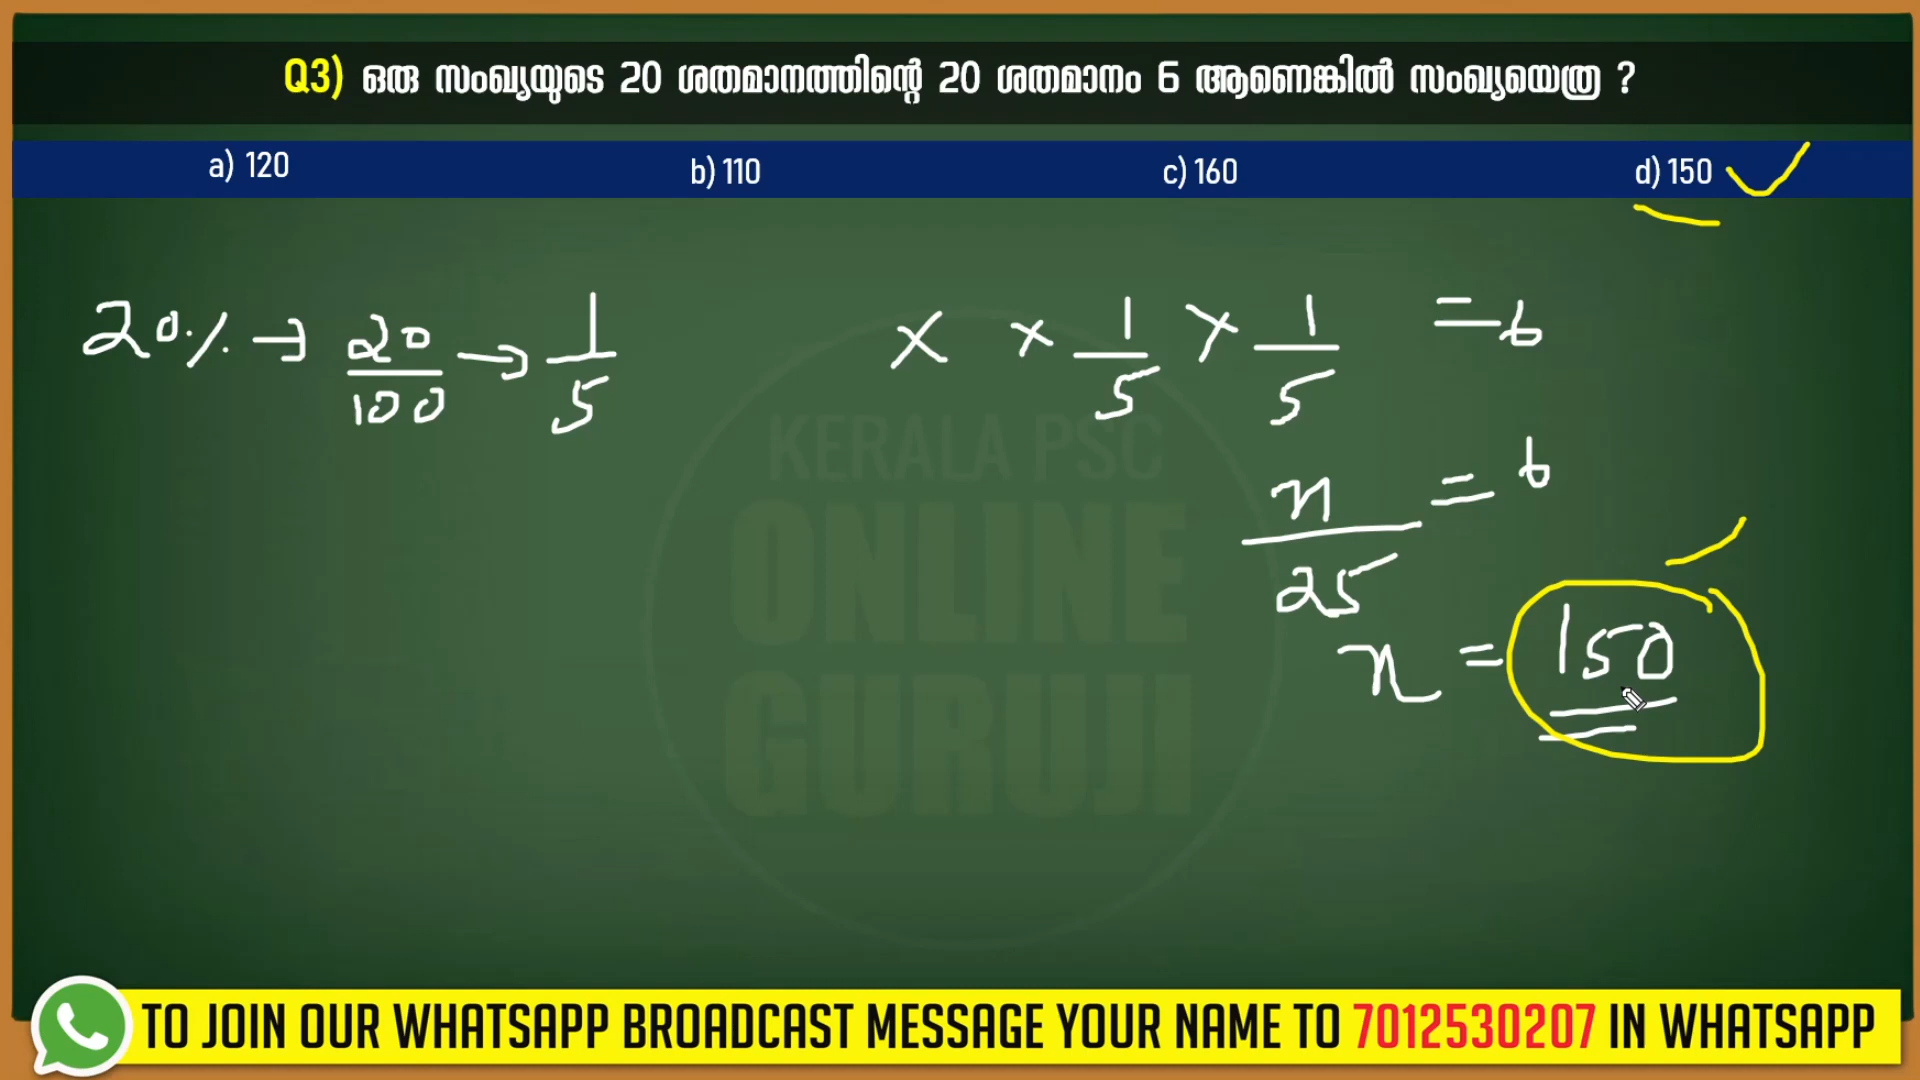 Q3) ഒരു സംഖ്യയുടെ 20 ശതമാനത്തിന്റെ 20 ശതമാനം 6 ആണെങ്കിൽ സംഖ്യയെത്ര ?
a) 120 b) 110 c) 160 d) 150
20% → 20/100 → 1/5
x × 1/5 × 1/5 = 6
x/25 = 6
x = 150
KERALA PSC
ONLINE
GURUJI
TO JOIN OUR WHATSAPP BROADCAST MESSAGE YOUR NAME TO 7012530207 IN WHATSAPP